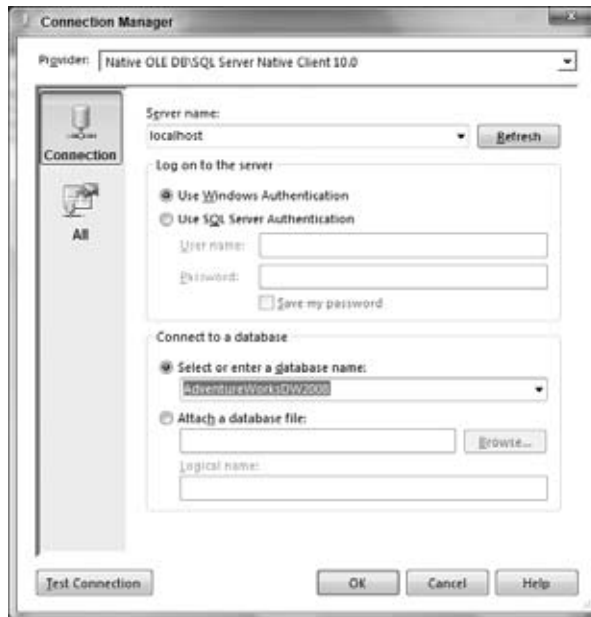 Connection Manager
Provider: Native OLE DB\SQL Server Native Client 10.0
Connection
All
Server name:
localhost
Refresh
Log on to the server
Use Windows Authentication
Use SQL Server Authentication
User name:
Password:
Save my password
Connect to a database
Select or enter a database name:
AdventureWorksDW2008
Attach a database file:
Browse...
Logical name:
Test Connection OK Cancel Help